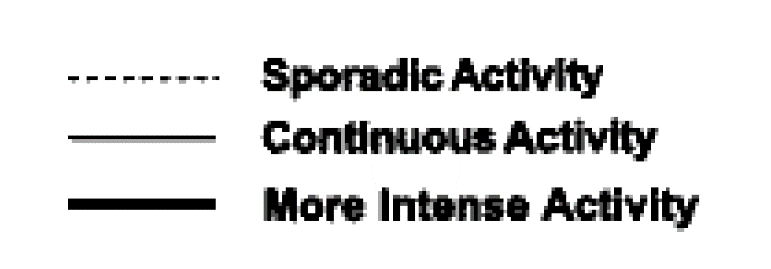 Sporadic Activity
Continuous Activity
More Intense Activity